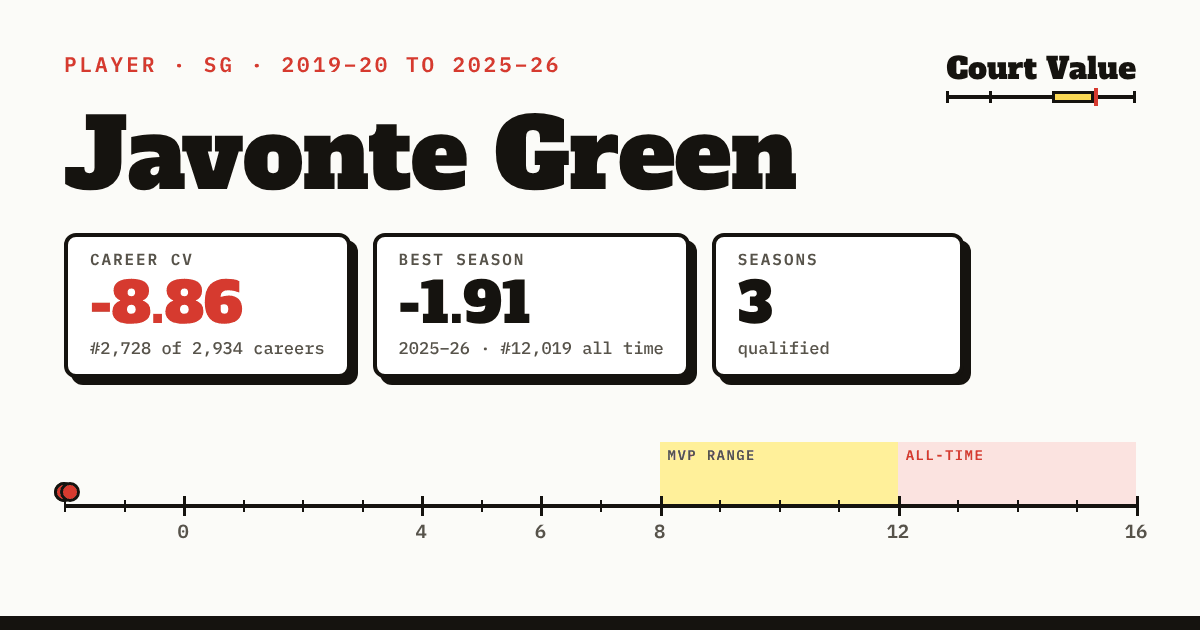 PLAYER · SG · 2019–20 TO 2025–26
Court Value
Javonte Green
CAREER CV
-8.86
#2,728 of 2,934 careers
BEST SEASON
-1.91
2025–26 · #12,019 all time
SEASONS
3
qualified
MVP RANGE
ALL-TIME
0 4 6 8 12 16